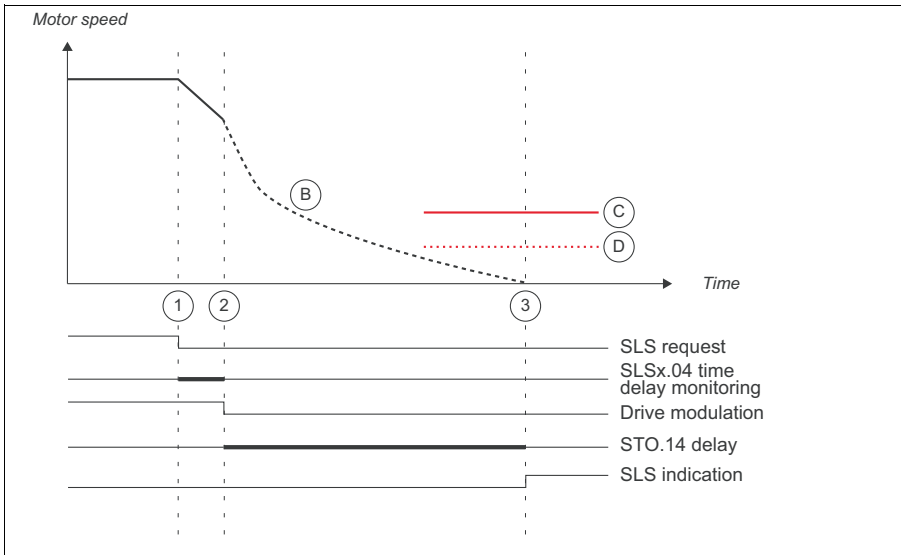 Motor speed
B
C
D
Time
1 2 3
SLS request
SLSx.04 time
delay monitoring
Drive modulation
STO.14 delay
SLS indication